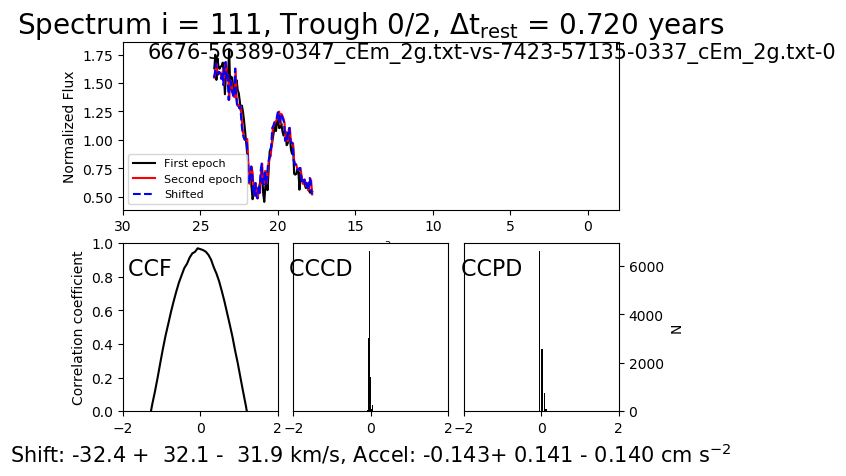 Spectrum i = 111, Trough 0/2, Δt_rest = 0.720 years
6676-56389-0347_cEm_2g.txt-vs-7423-57135-0337_cEm_2g.txt-0
Normalized Flux
1.75
1.50
1.25
1.00
0.75
0.50
First epoch
Second epoch
Shifted
30 25 20 15 10 5 0
Correlation coefficient
1.0
0.8
0.6
0.4
0.2
0.0
CCF
CCCD
CCPD
6000
4000
2000
0
N
−2 0 2
−2 0 2
−2 0 2
Shift: -32.4 + 32.1 - 31.9 km/s, Accel: -0.143+ 0.141 - 0.140 cm s⁻²